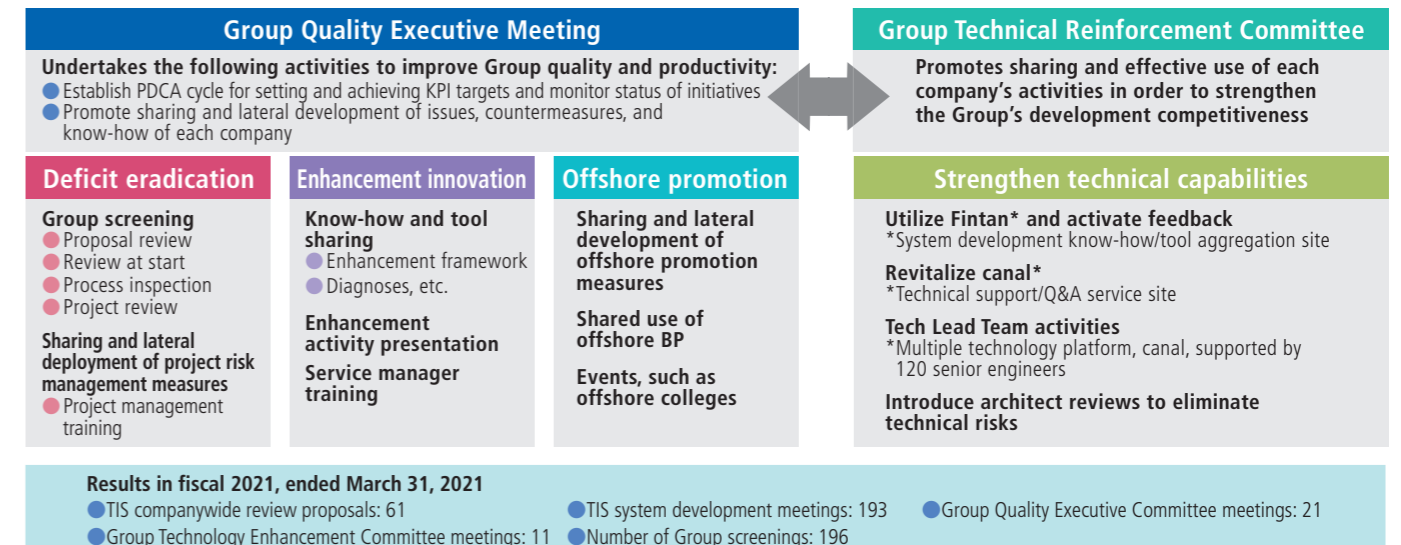 Group Quality Executive Meeting
Undertakes the following activities to improve Group quality and productivity:
● Establish PDCA cycle for setting and achieving KPI targets and monitor status of initiatives
● Promote sharing and lateral development of issues, countermeasures, and
know-how of each company
Group Technical Reinforcement Committee
Promotes sharing and effective use of each
company's activities in order to strengthen
the Group's development competitiveness
Deficit eradication
Group screening
● Proposal review
● Review at start
● Process inspection
● Project review
Sharing and lateral
deployment of project risk
management measures
● Project management
training
Enhancement innovation
Know-how and tool
sharing
● Enhancement framework
● Diagnoses, etc.
Enhancement
activity presentation
Service manager
training
Offshore promotion
Sharing and lateral
development of
offshore promotion
measures
Shared use of
offshore BP
Events, such as
offshore colleges
Strengthen technical capabilities
Utilize Fintan* and activate feedback
*System development know-how/tool aggregation site
Revitalize canal*
*Technical support/Q&A service site
Tech Lead Team activities
*Multiple technology platform, canal, supported by
120 senior engineers
Introduce architect reviews to eliminate
technical risks
Results in fiscal 2021, ended March 31, 2021
●TIS companywide review proposals: 61
●TIS system development meetings: 193
●Group Quality Executive Committee meetings: 21
●Group Technology Enhancement Committee meetings: 11
●Number of Group screenings: 196